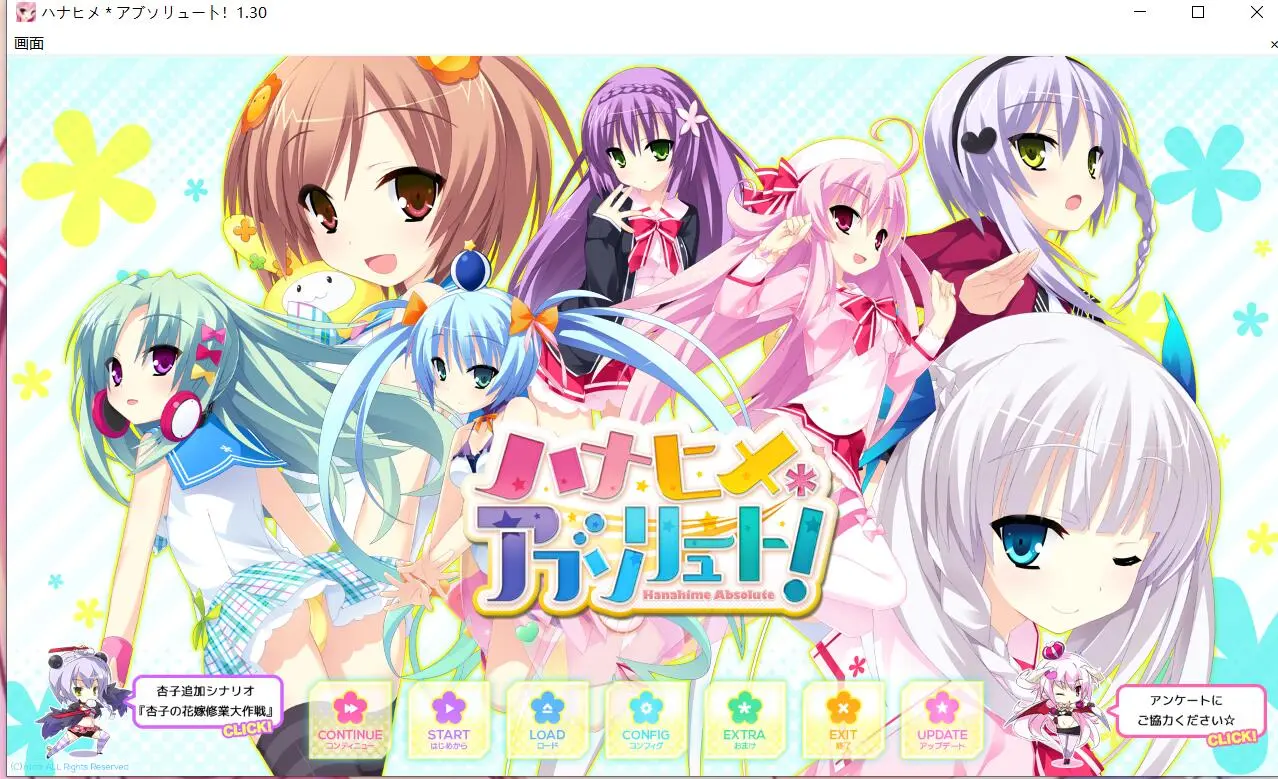 ハナヒメ * アブソリュート! 1.30
画面
ハナヒメ*
アブソリュート!
Hanahime Absolute
杏子追加シナリオ
『杏子の花嫁修業大作戦』
CLICK!
CONTINUE
コンティニュー
START
はじめから
LOAD
ロード
CONFIG
コンフィグ
EXTRA
おまけ
EXIT
終了
UPDATE
アップデート
アンケートに
ご協力ください☆
CLICK!
ALL Rights Reserved